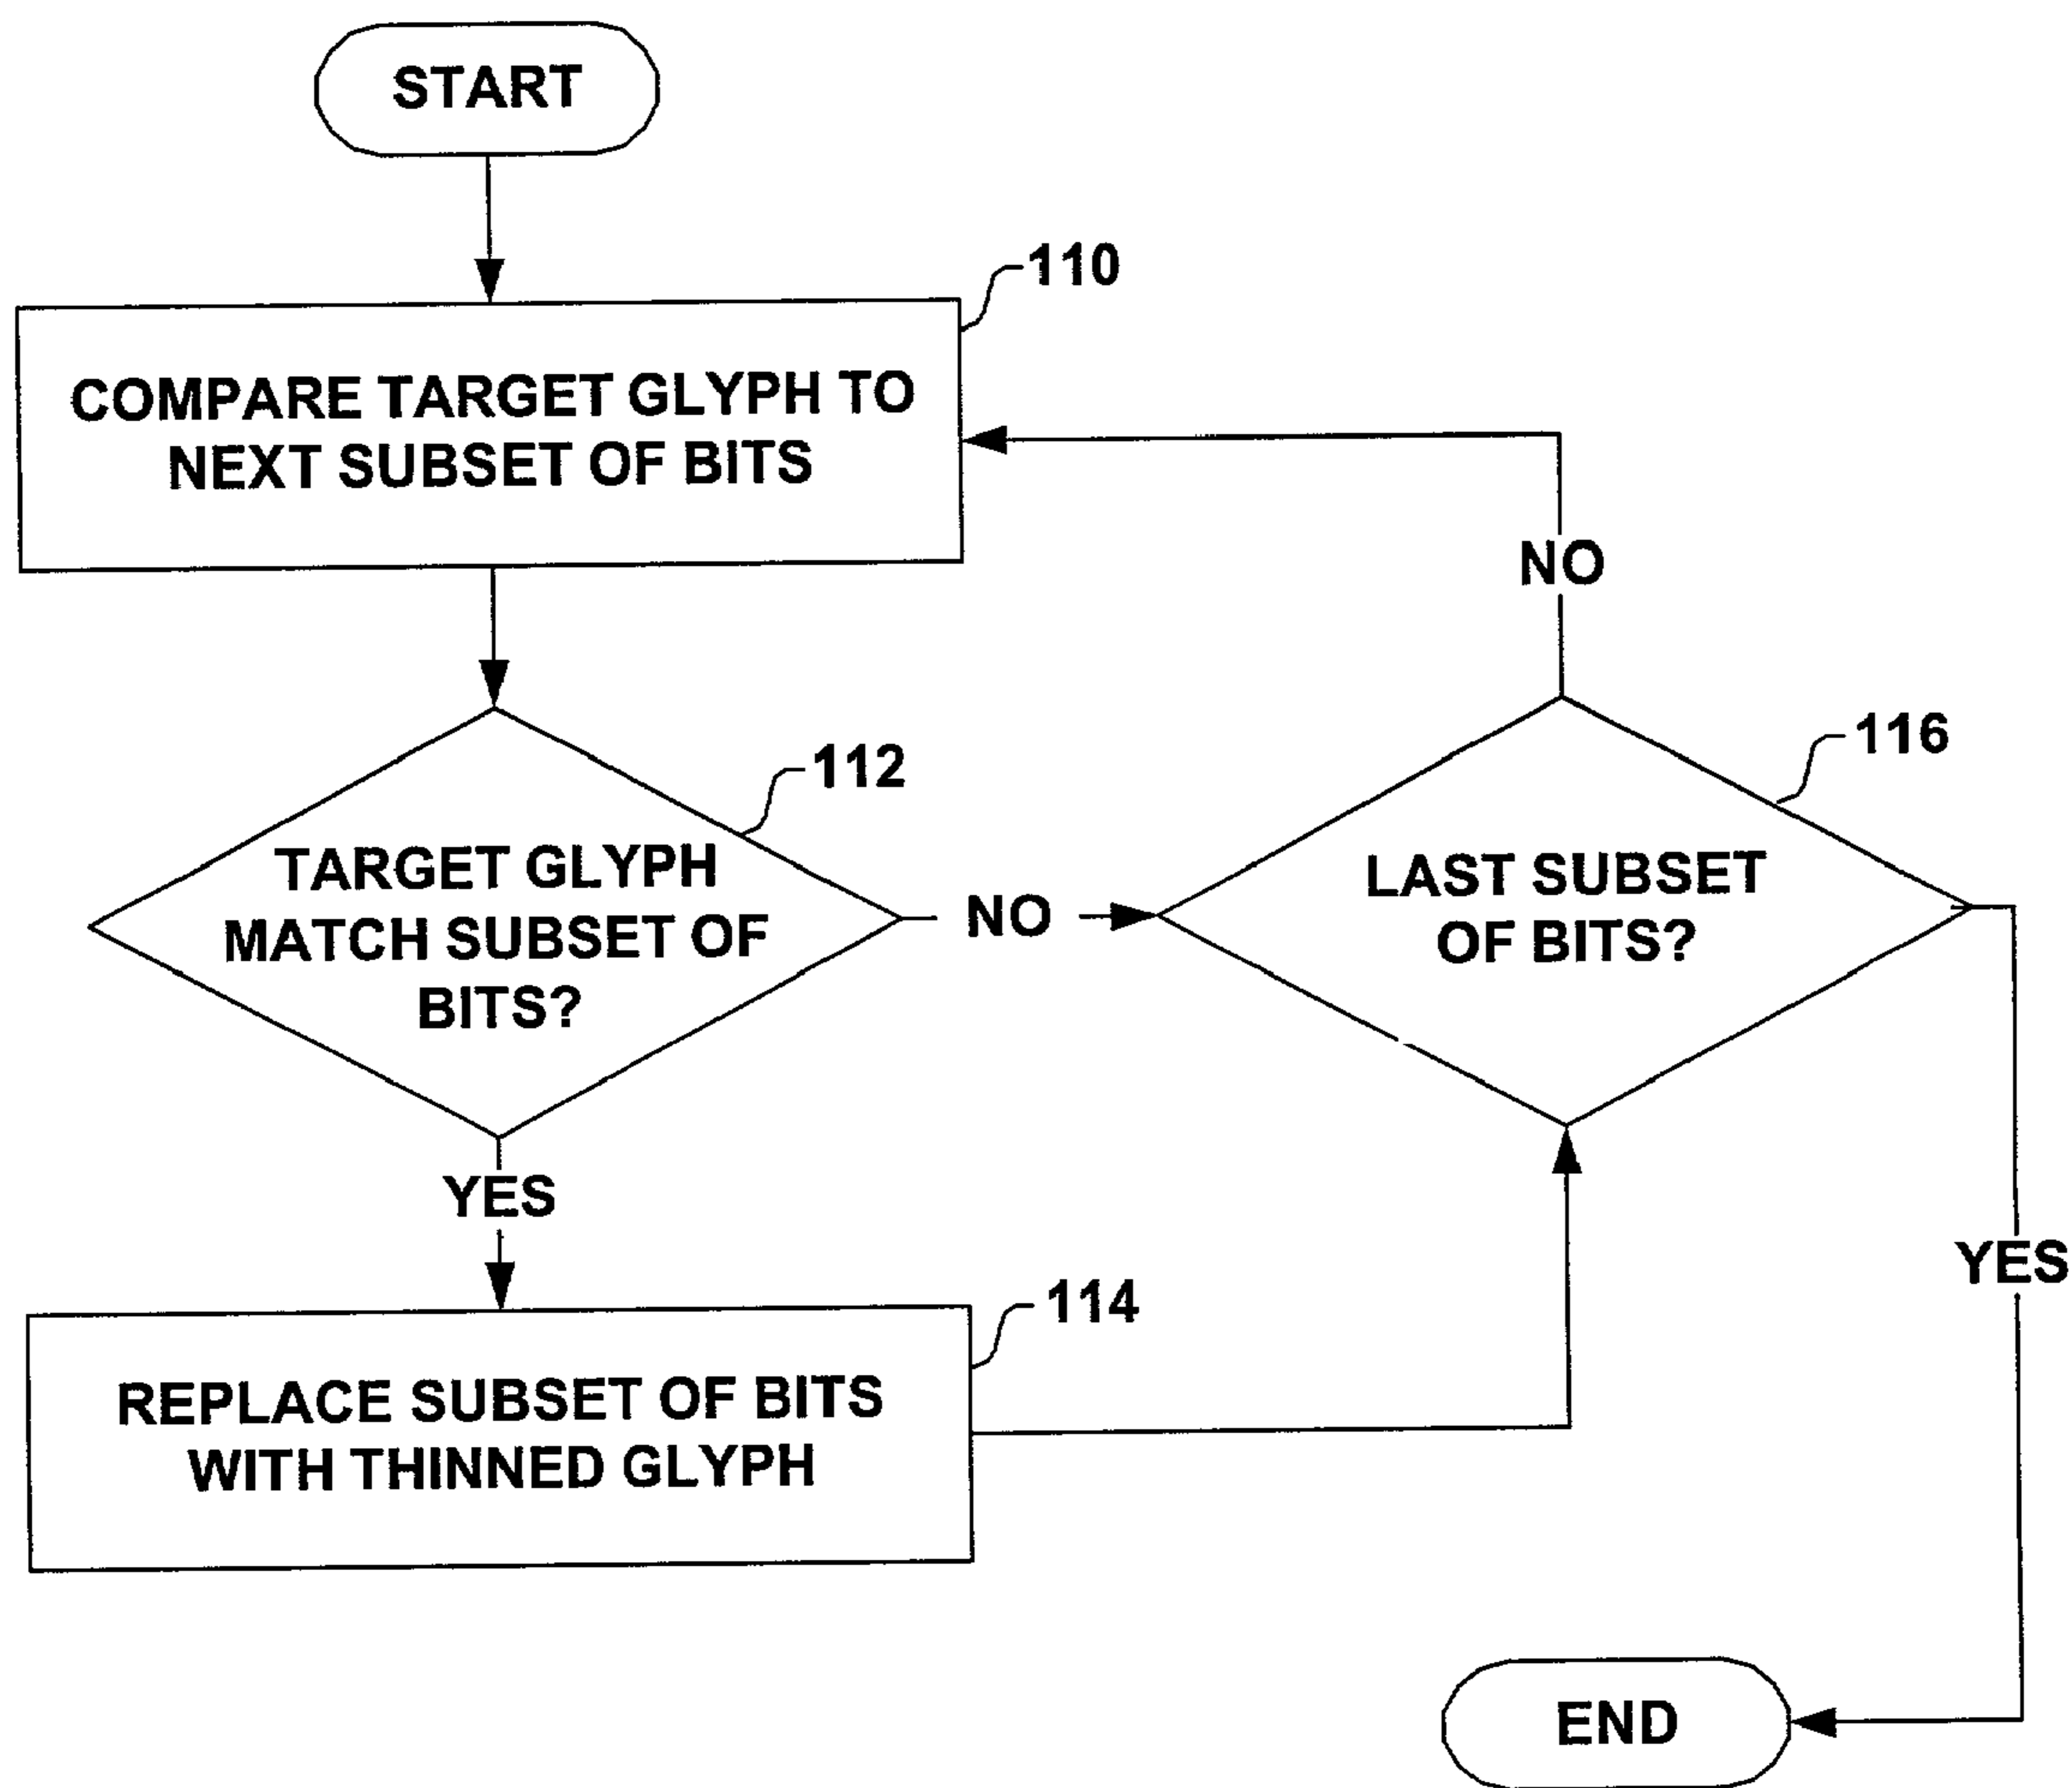 START
110
COMPARE TARGET GLYPH TO
NEXT SUBSET OF BITS
NO
112
TARGET GLYPH
MATCH SUBSET OF
BITS?
NO
116
LAST SUBSET
OF BITS?
YES
YES
114
REPLACE SUBSET OF BITS
WITH THINNED GLYPH
END